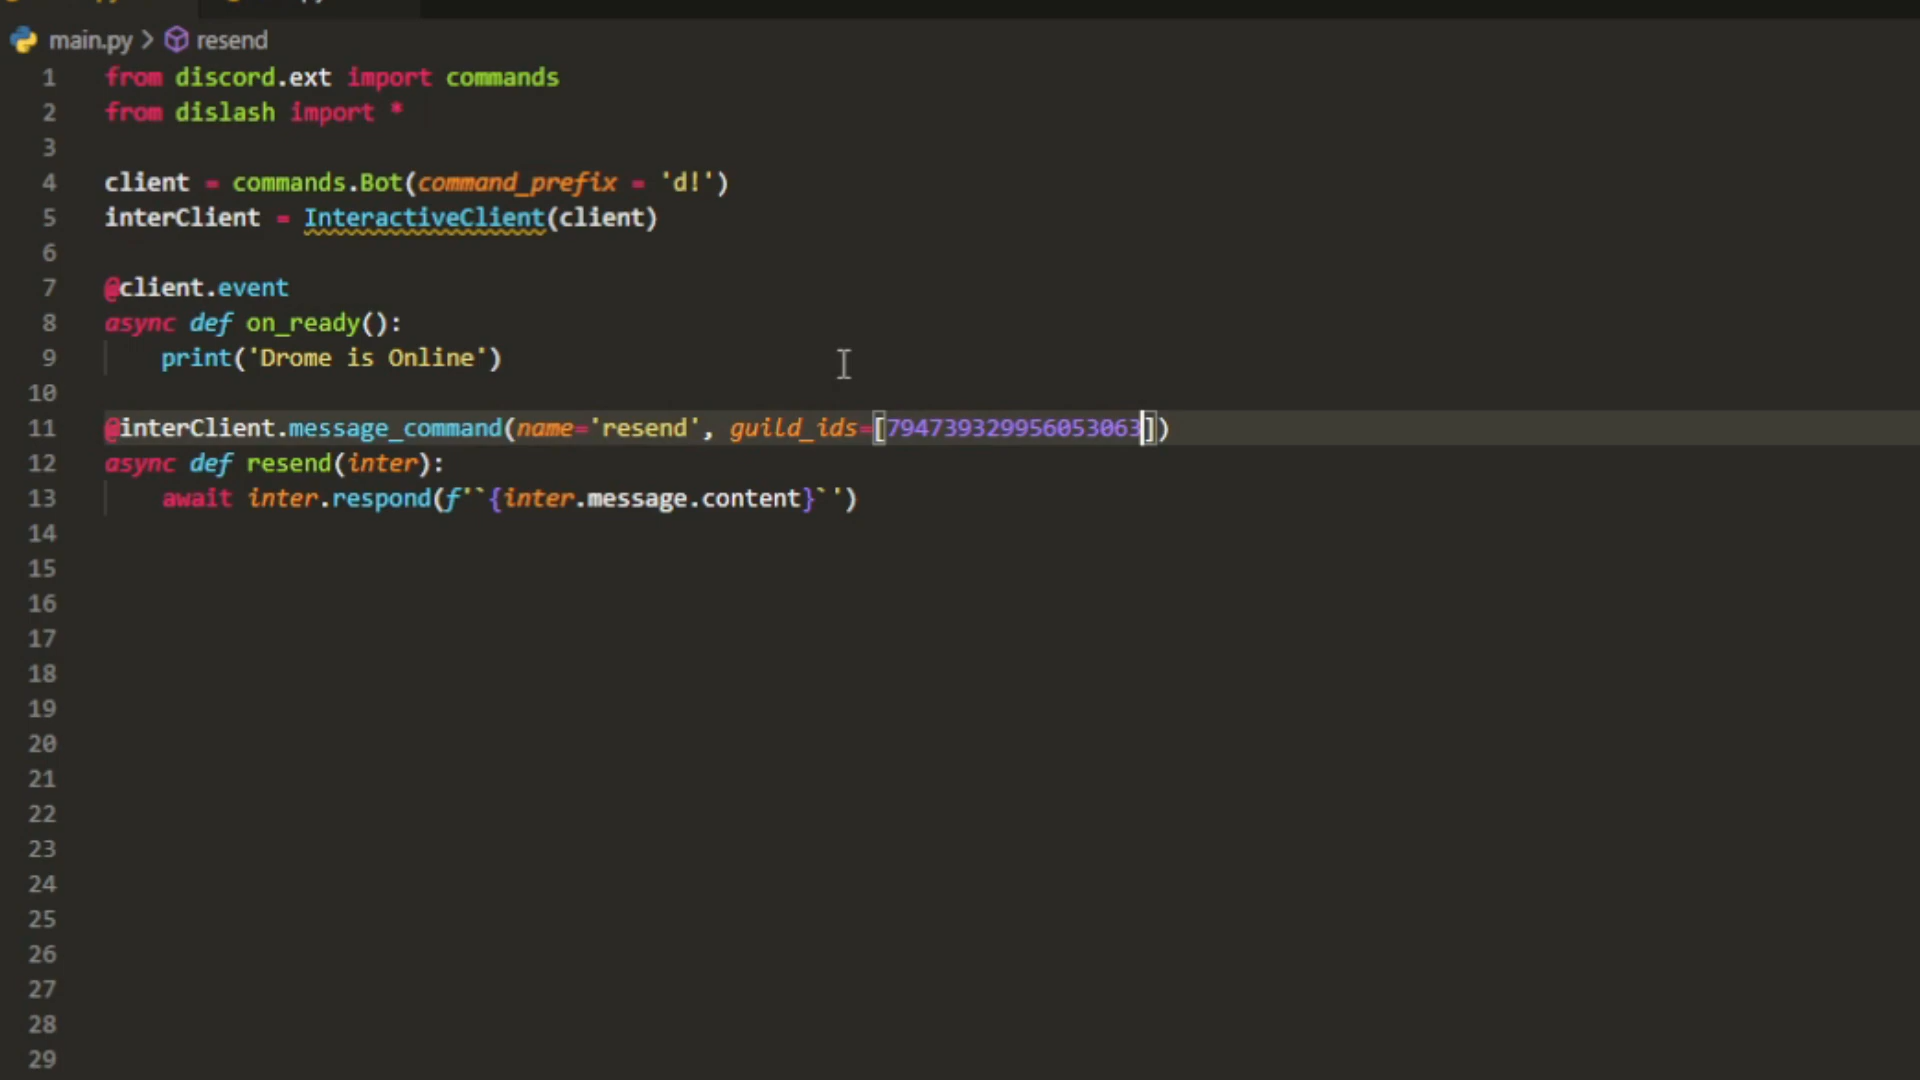 main.py > resend
1 from discord.ext import commands
2 from dislash import *
3
4 client = commands.Bot(command_prefix = 'd!')
5 interClient = InteractiveClient(client)
6
7 @client.event
8 async def on_ready():
9     print('Drome is Online')
10
11 @interClient.message_command(name='resend', guild_ids=[794739329956053063])
12 async def resend(inter):
13     await inter.respond(f'`{inter.message.content}`')
14
15
16
17
18
19
20
21
22
23
24
25
26
27
28
29